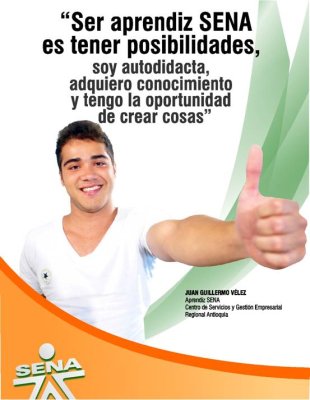 “Ser aprendiz SENA
es tener posibilidades,
soy autodidacta,
adquiero conocimiento
y tengo la oportunidad
de crear cosas”
JUAN GUILLERMO VÉLEZ
Aprendiz SENA
Centro de Servicios y Gestión Empresarial
Regional Antioquia
SENA